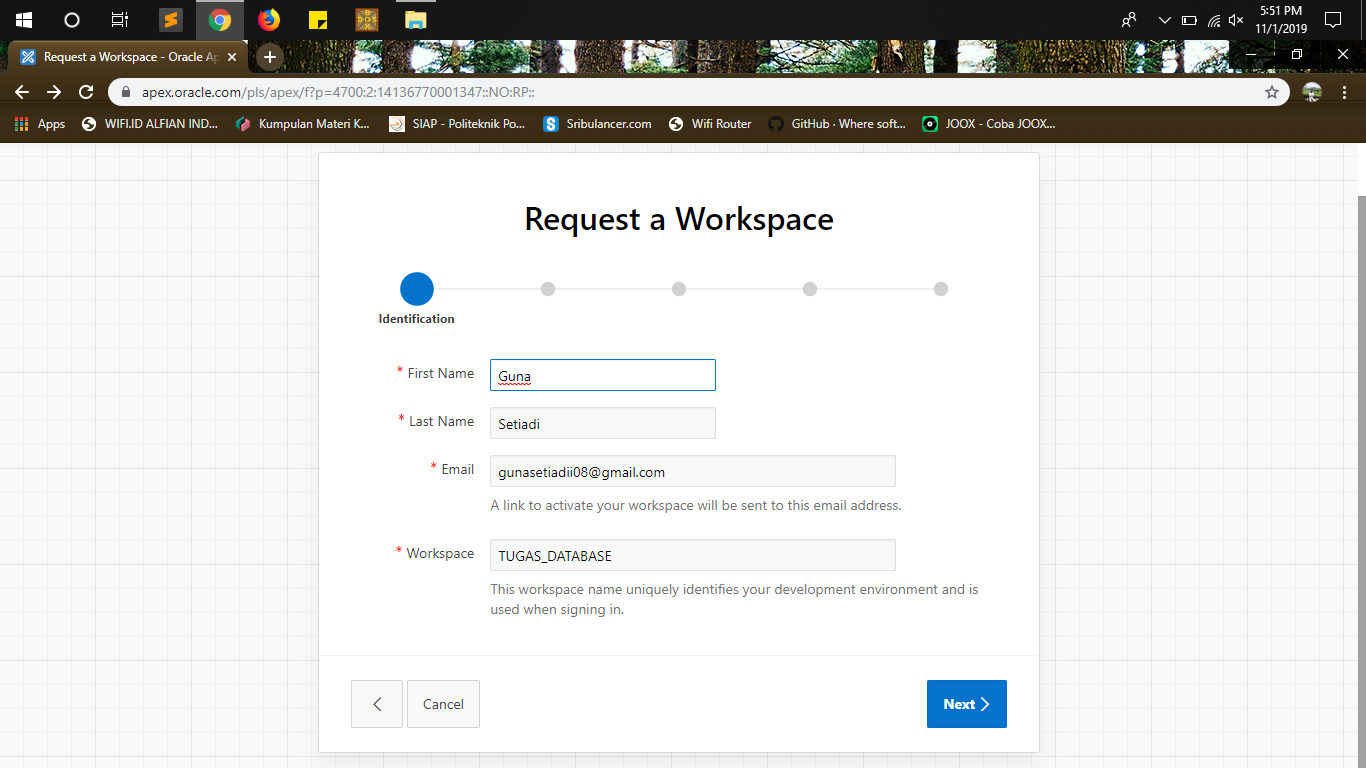 5:51 PM
11/1/2019
Request a Workspace - Oracle Ap
apex.oracle.com/pls/apex/f?p=4700:2:14136770001347::NO:RP::
Apps WIFI.ID ALFIAN IND... Kumpulan Materi K... SIAP - Politeknik Po... Sribulancer.com Wifi Router GitHub · Where soft... JOOX - Coba JOOX...
Request a Workspace
Identification
* First Name Guna
* Last Name Setiadi
* Email gunasetiadii08@gmail.com
A link to activate your workspace will be sent to this email address.
* Workspace TUGAS_DATABASE
This workspace name uniquely identifies your development environment and is
used when signing in.
Cancel Next